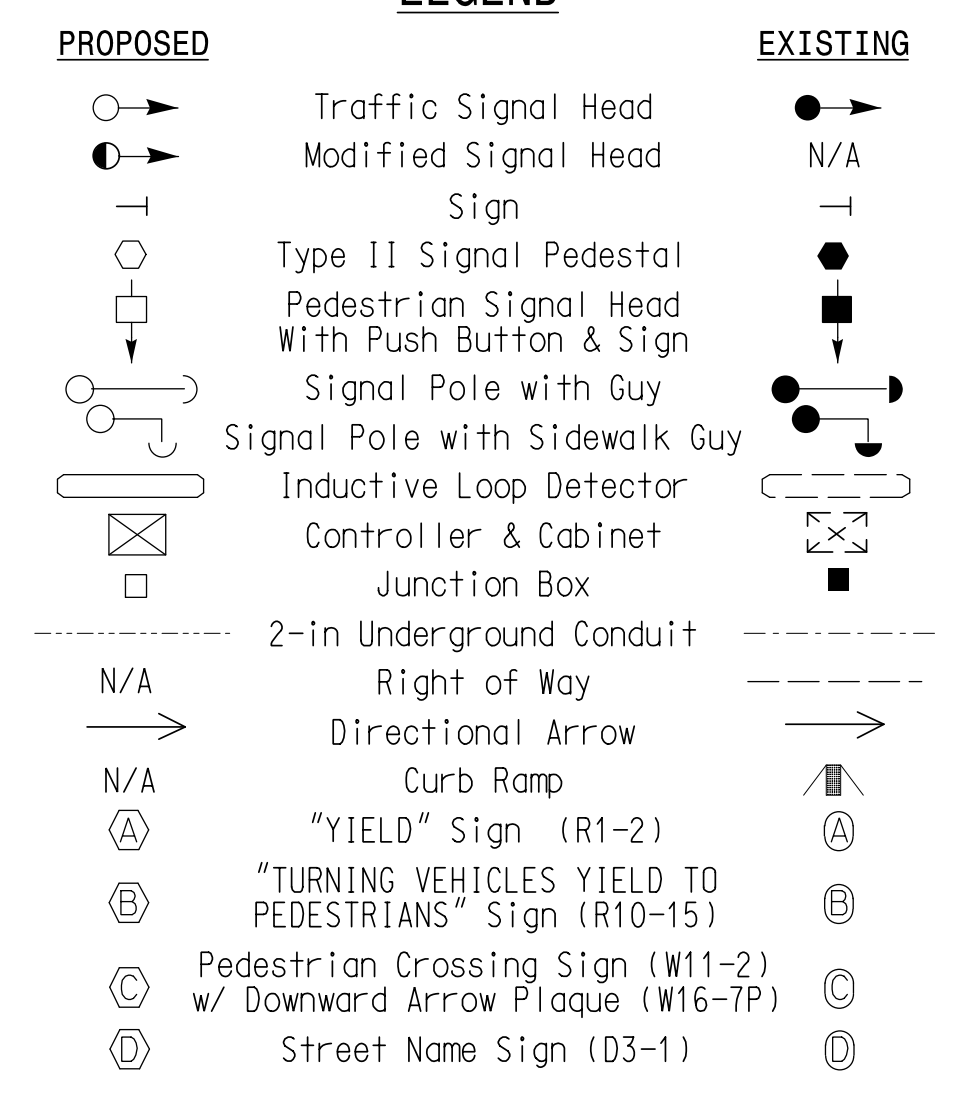 LEGEND
PROPOSED EXISTING
Traffic Signal Head
Modified Signal Head N/A
Sign
Type II Signal Pedestal
Pedestrian Signal Head
With Push Button & Sign
Signal Pole with Guy
Signal Pole with Sidewalk Guy
Inductive Loop Detector
Controller & Cabinet
Junction Box
2-in Underground Conduit
N/A Right of Way
Directional Arrow
N/A Curb Ramp
A "YIELD" Sign (R1-2) A
"TURNING VEHICLES YIELD TO
B PEDESTRIANS" Sign (R10-15) B
Pedestrian Crossing Sign (W11-2)
C w/ Downward Arrow Plaque (W16-7P) C
D Street Name Sign (D3-1) D